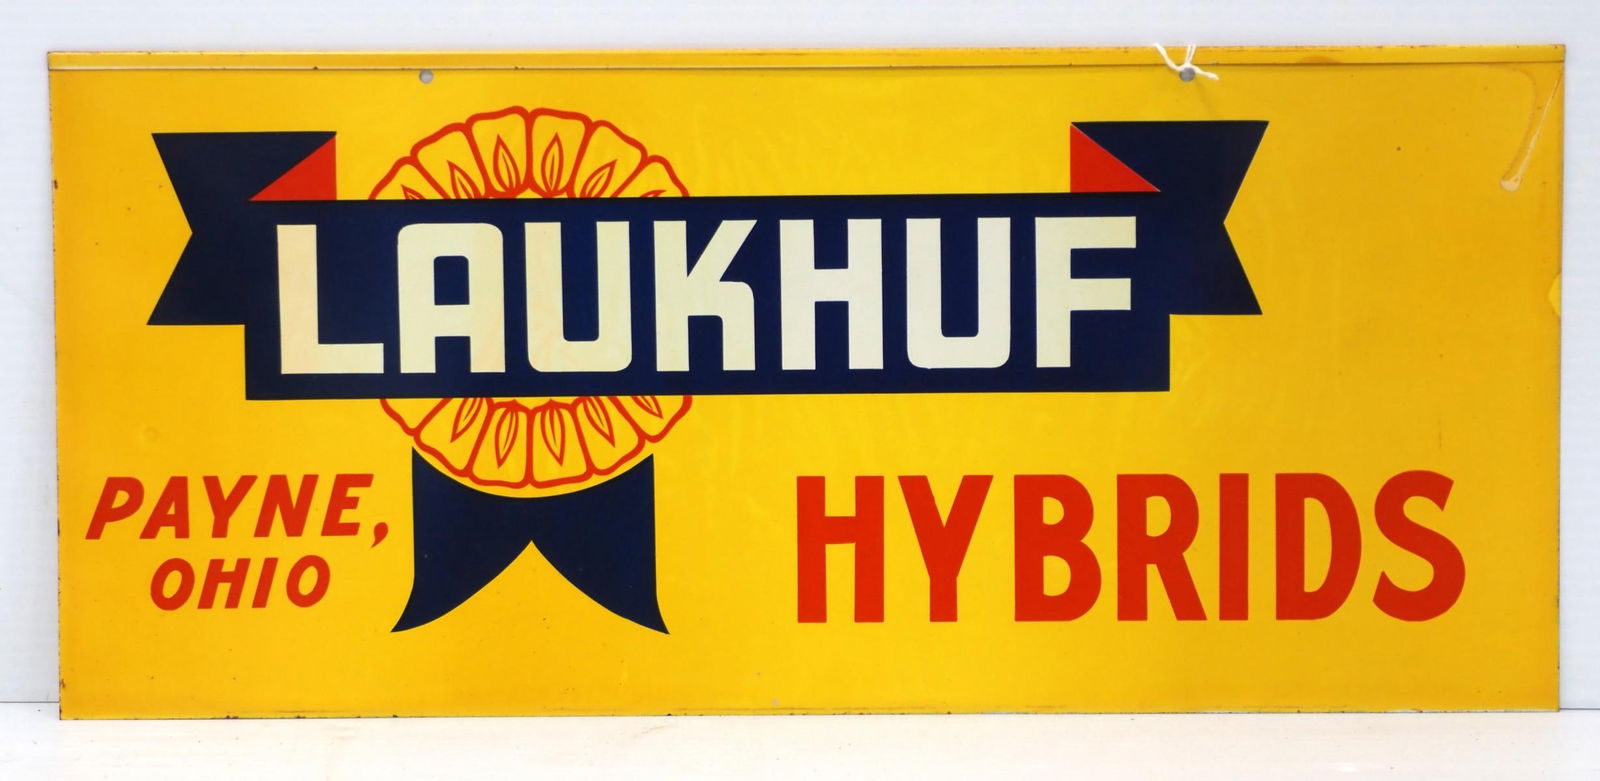 LAUKHUF
PAYNE,
OHIO
HYBRIDS